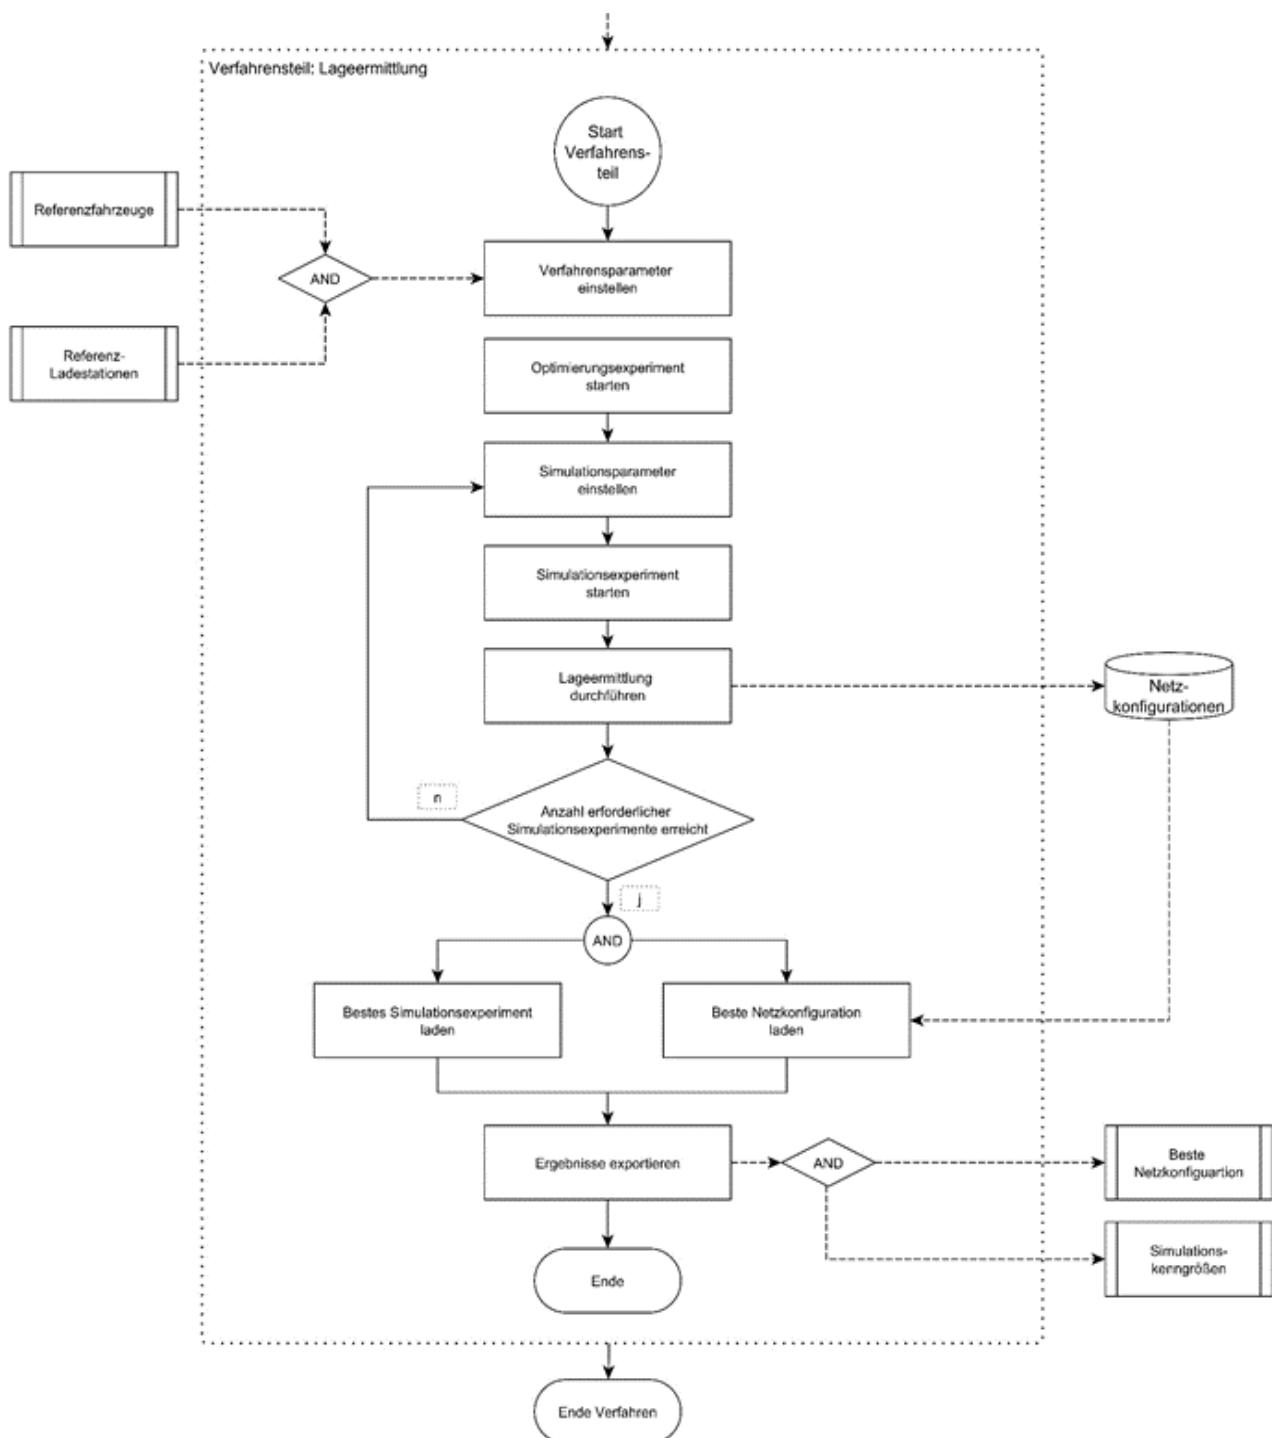 Verfahrensteil: Lageermittlung
Start
Verfahrens-
teil
Referenzfahrzeuge
AND
Verfahrensparameter
einstellen
Referenz-
Ladestationen
Optimierungsexperiment
starten
Simulationsparameter
einstellen
Simulationsexperiment
starten
Lageermittlung
durchführen
Netz-
konfigurationen
n
Anzahl erforderlicher
Simulationsexperimente erreicht
j
AND
Bestes Simulationsexperiment
laden
Beste Netzkonfiguration
laden
Ergebnisse exportieren
AND
Beste
Netzkonfiguartion
Simulations-
kenngrößen
Ende
Ende Verfahren